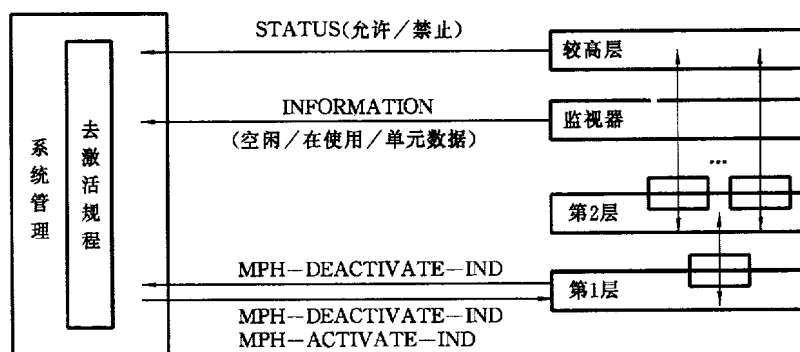 系统管理
去激活规程
STATUS(允许／禁止)
较高层
INFORMATION
(空闲／在使用／单元数据)
监视器
…
第2层
MPH—DEACTIVATE—IND
第1层
MPH—DEACTIVATE—IND
MPH—ACTIVATE—IND